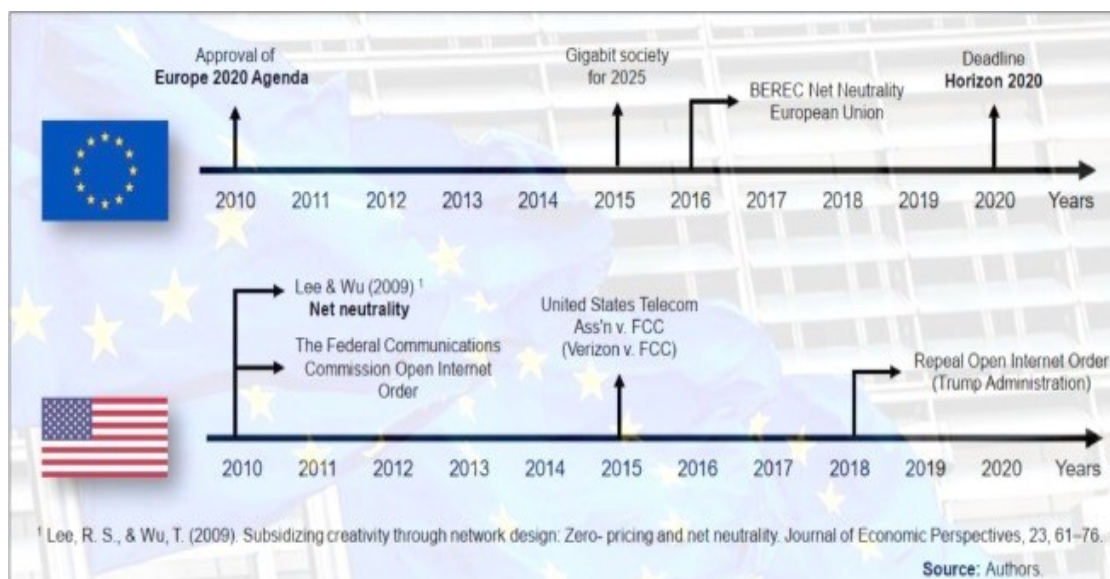 Approval of
Europe 2020 Agenda
Gigabit society
for 2025
BEREC Net Neutrality
European Union
Deadline
Horizon 2020
2010 2011 2012 2013 2014 2015 2016 2017 2018 2019 2020 Years
Lee & Wu (2009) ¹
Net neutrality
The Federal Communications
Commission Open Internet
Order
United States Telecom
Ass'n v. FCC
(Verizon v. FCC)
Repeal Open Internet Order
(Trump Administration)
2010 2011 2012 2013 2014 2015 2016 2017 2018 2019 2020 Years
¹ Lee, R. S., & Wu, T. (2009). Subsidizing creativity through network design: Zero- pricing and net neutrality. Journal of Economic Perspectives, 23, 61–76.
Source: Authors.